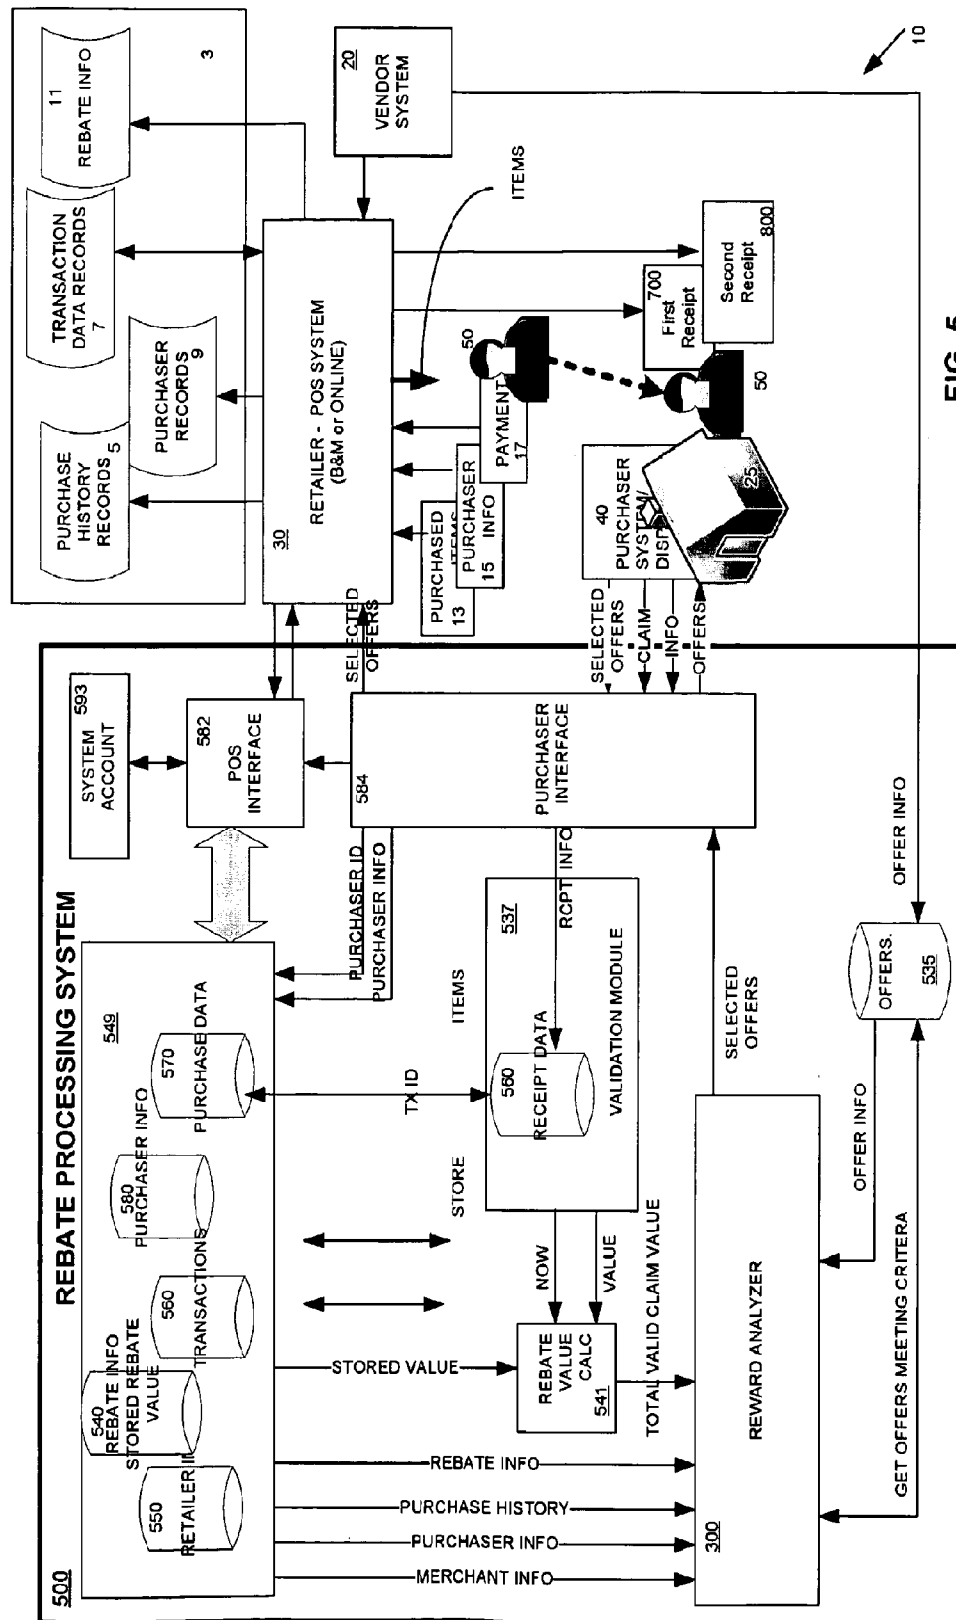 500
REBATE PROCESSING SYSTEM
549
550
RETAILER I
540
REBATE INFO
STORED REBATE
VALUE
560
TRANSACTIONS
580
PURCHASER INFO
570
PURCHASE DATA
SYSTEM
ACCOUNT
593
582
POS
INTERFACE
PURCHASER ID
PURCHASER INFO
584
PURCHASER
INTERFACE
SELECTED
OFFERS
STORE
TX ID
ITEMS
STORED VALUE
NOW
VALUE
REBATE
VALUE
CALC
541
537
560
RECEIPT DATA
VALIDATION MODULE
RCPT INFO
TOTAL VALID CLAIM VALUE
MERCHANT INFO
PURCHASER INFO
PURCHASE HISTORY
REBATE INFO
300
REWARD ANALYZER
SELECTED
OFFERS
GET OFFERS MEETING CRITERIA
OFFER INFO
OFFERS.
535
OFFER INFO
SELECTED
OFFERS
CLAIM
INFO
OFFERS
PURCHASE
HISTORY
RECORDS
5
PURCHASER
RECORDS
9
TRANSACTION
DATA RECORDS
7
11
REBATE INFO
3
30
RETAILER - POS SYSTEM
(B&M or ONLINE)
20
VENDOR
SYSTEM
ITEMS
PURCHASED
13
PURCHASER
15 INFO
PAYMENT
17
50
40
PURCHASER
SYSTEM/
DISP
25
50
700
First
Receipt
Second
Receipt
800
10
FIG. 5